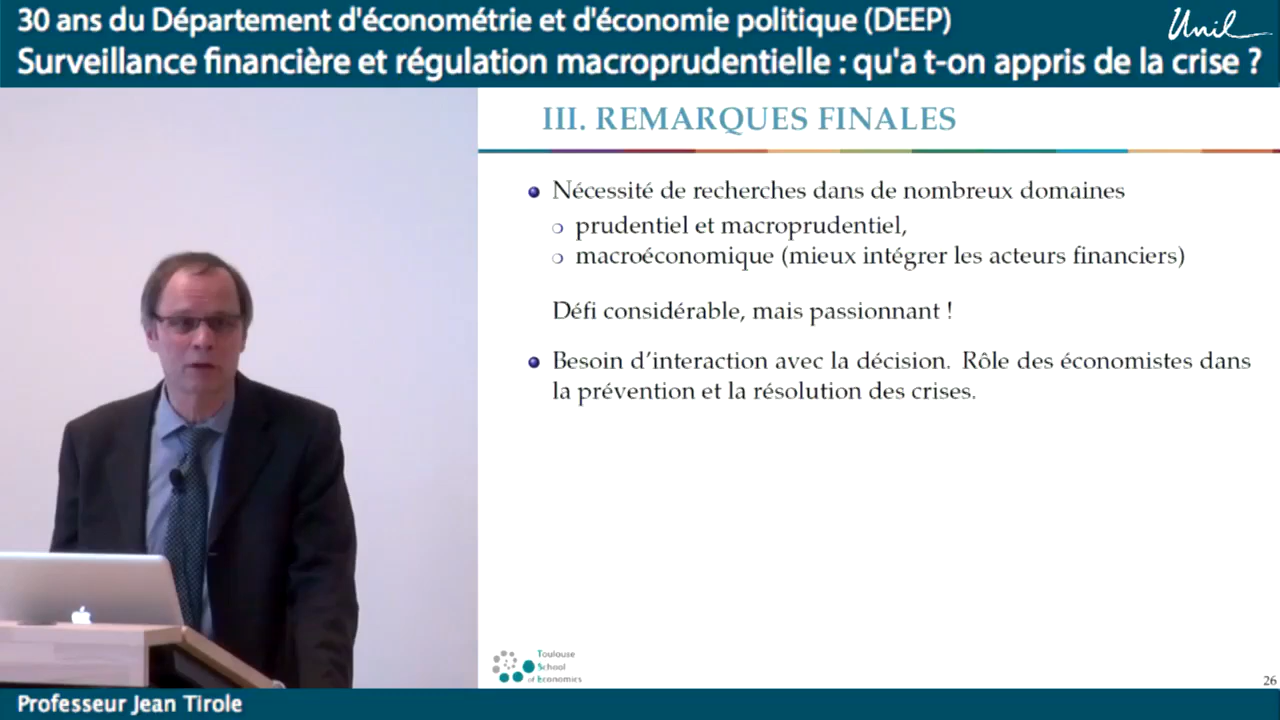 30 ans du Département d'économétrie et d'économie politique (DEEP)
Unil
Surveillance financière et régulation macroprudentielle : qu'a t-on appris de la crise ?
III. REMARQUES FINALES
Nécessité de recherches dans de nombreux domaines
prudentiel et macroprudentiel,
macroéconomique (mieux intégrer les acteurs financiers)
Défi considérable, mais passionnant !
Besoin d'interaction avec la décision. Rôle des économistes dans
la prévention et la résolution des crises.
Toulouse
School
of Economics
26
Professeur Jean Tirole